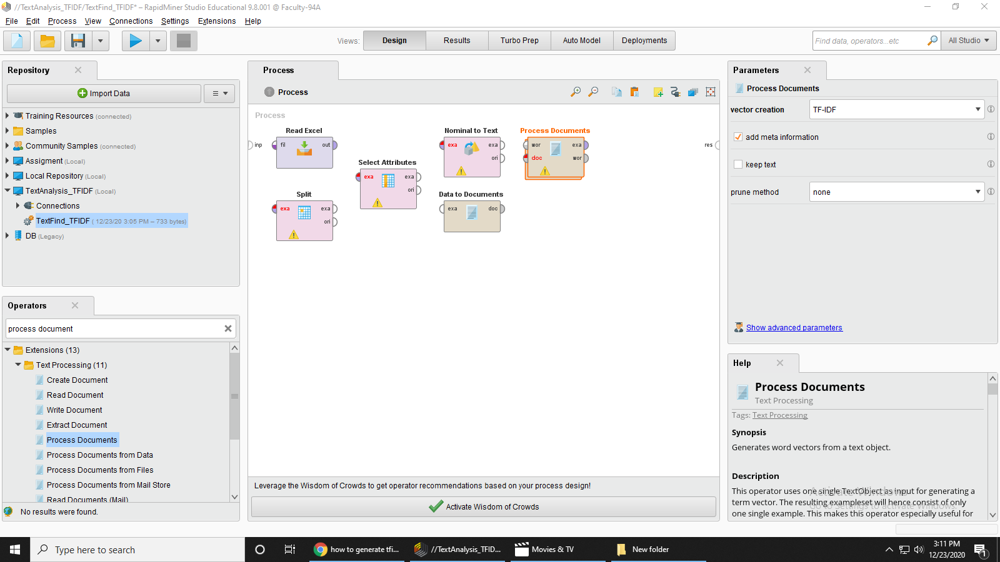 //TextAnalysis_TFIDF/TextFind_TFIDF* – RapidMiner Studio Educational 9.8.001 @ Faculty-94A
File Edit Process View Connections Settings Extensions Help
Views: Design Results Turbo Prep Auto Model Deployments
Find data, operators...etc All Studio
Repository
Import Data
Training Resources (connected)
Samples
Community Samples (connected)
Assigment (Local)
Local Repository (Local)
TextAnalysis_TFIDF (Local)
Connections
TextFind_TFIDF ( 12/23/20 3:05 PM – 733 bytes)
DB (Legacy)
Operators
process document
Extensions (13)
Text Processing (11)
Create Document
Read Document
Write Document
Extract Document
Process Documents
Process Documents from Data
Process Documents from Files
Process Documents from Mail Store
Read Documents (Mail)
No results were found.
Process
Process
Process
inp
Read Excel
fil out
Split
exa exa
ori
Select Attributes
exa exa
ori
Nominal to Text
exa exa
ori
Data to Documents
exa doc
Process Documents
wor exa
doc wor
res
Leverage the Wisdom of Crowds to get operator recommendations based on your process design!
Activate Wisdom of Crowds
Parameters
Process Documents
vector creation TF-IDF
add meta information
keep text
prune method none
Show advanced parameters
Help
Process Documents
Text Processing
Tags: Text Processing
Synopsis
Generates word vectors from a text object.
Description
This operator uses one single TextObject as input for generating a
term vector. The resulting exampleset will hence consist of only
one single example. This makes this operator especially useful for
Activate Windows
Go to Settings to activate Windows.
Type here to search
how to generate tfi...
//TextAnalysis_TFID...
Movies & TV
New folder
3:11 PM
12/23/2020
1